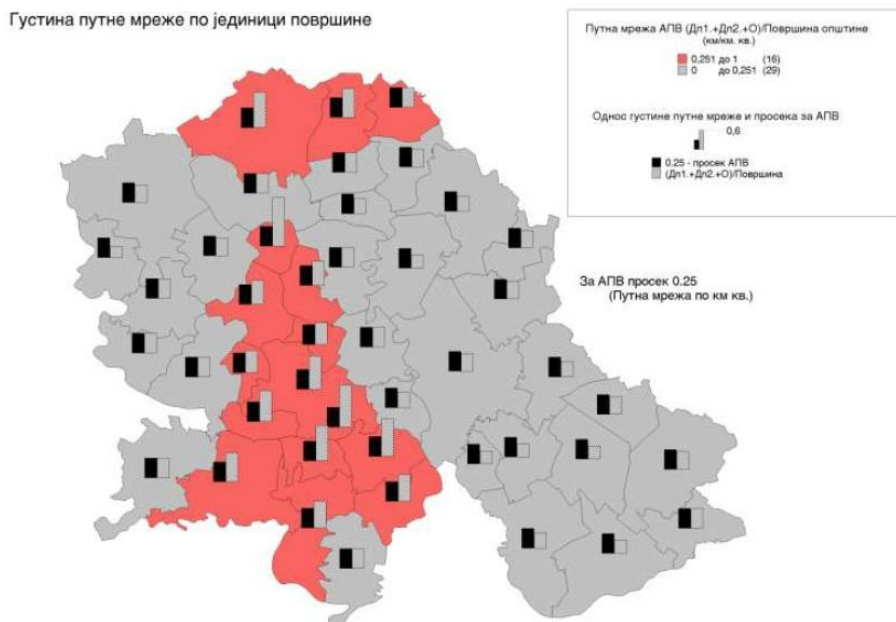 Густина путне мреже по јединици површине
Путна мрежа АПВ (Дп1.+Дп2.+О)/Површина општине
(км/км. кв.)
0,251 до 1 (16)
0 до 0,251 (29)
Однос густине путне мреже и просека за АПВ
0,6
0.25 - просек АПВ
(Дп1.+Дп2.+О)/Површина
За АПВ просек 0.25
(Путна мрежа по км кв.)